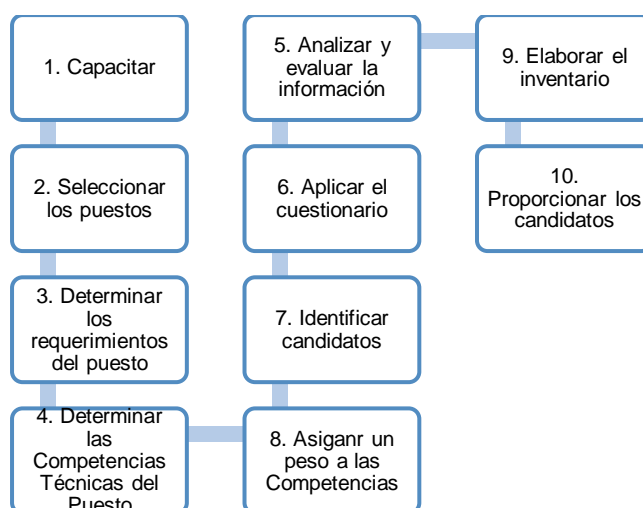 1. Capacitar
2. Seleccionar
los puestos
3. Determinar
los
requerimientos
del puesto
4. Determinar
las
Competencias
Técnicas del
Puesto
5. Analizar y
evaluar la
información
6. Aplicar el
cuestionario
7. Identificar
candidatos
8. Asiganr un
peso a las
Competencias
9. Elaborar el
inventario
10.
Proporcionar los
candidatos